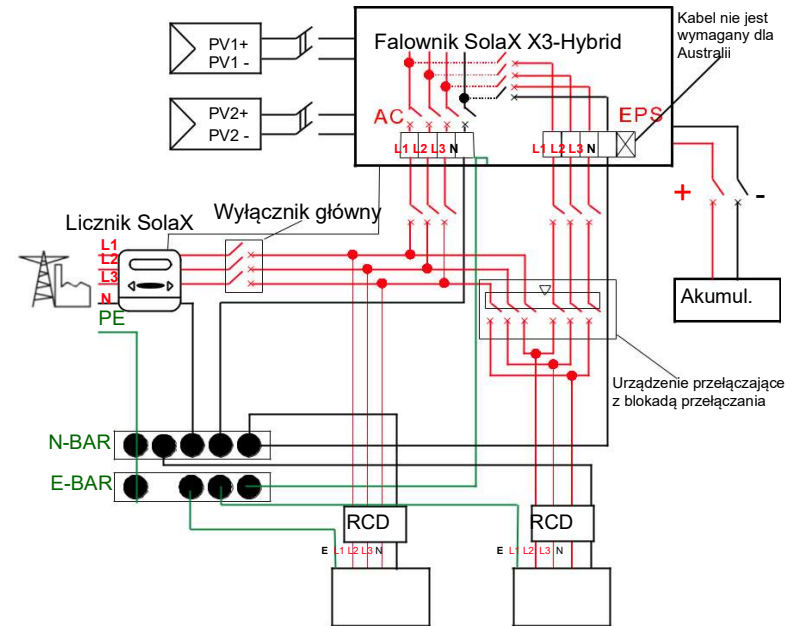 PV1+
PV1 -
PV2+
PV2 -
Falownik SolaX X3-Hybrid
Kabel nie jest
wymagany dla
Australii
AC
EPS
L1 L2 L3 N
L1 L2 L3 N
+ -
Licznik SolaX
Wyłącznik główny
L1
L2
L3
N
PE
Akumul.
Urządzenie przełączające
z blokadą przełączania
N-BAR
E-BAR
RCD
RCD
E L1 L2 L3 N
E L1 L2 L3 N